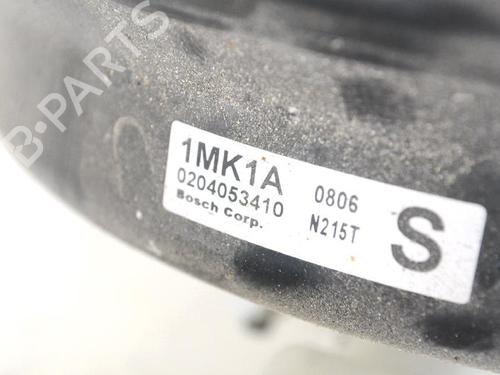 B-PARTS
1MK1A 0806
0204053410 N215T
Bosch Corp. S